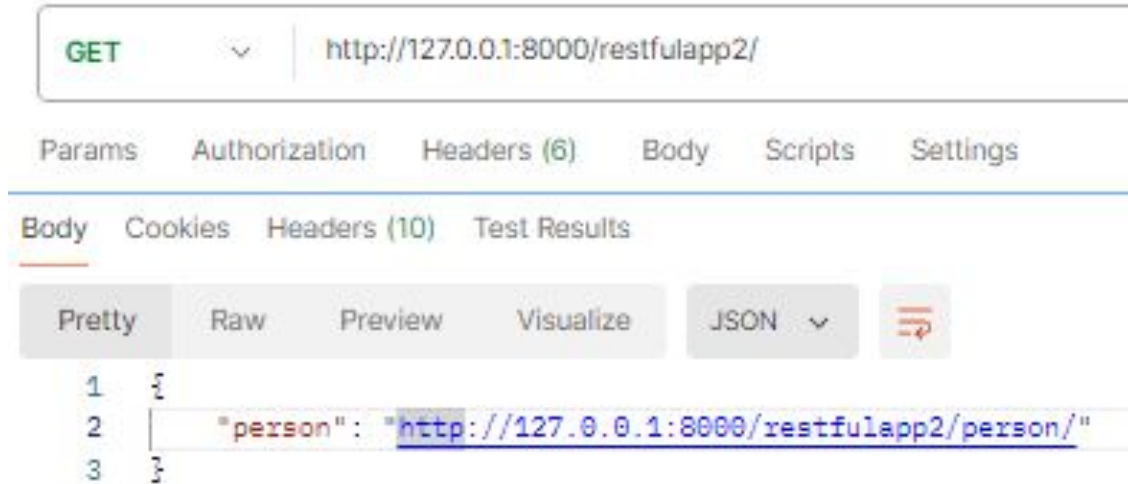 GET http://127.0.0.1:8000/restfulapp2/
Params Authorization Headers (6) Body Scripts Settings
Body Cookies Headers (10) Test Results
Pretty Raw Preview Visualize JSON
1 {
2 "person": "http://127.0.0.1:8000/restfulapp2/person/"
3 }